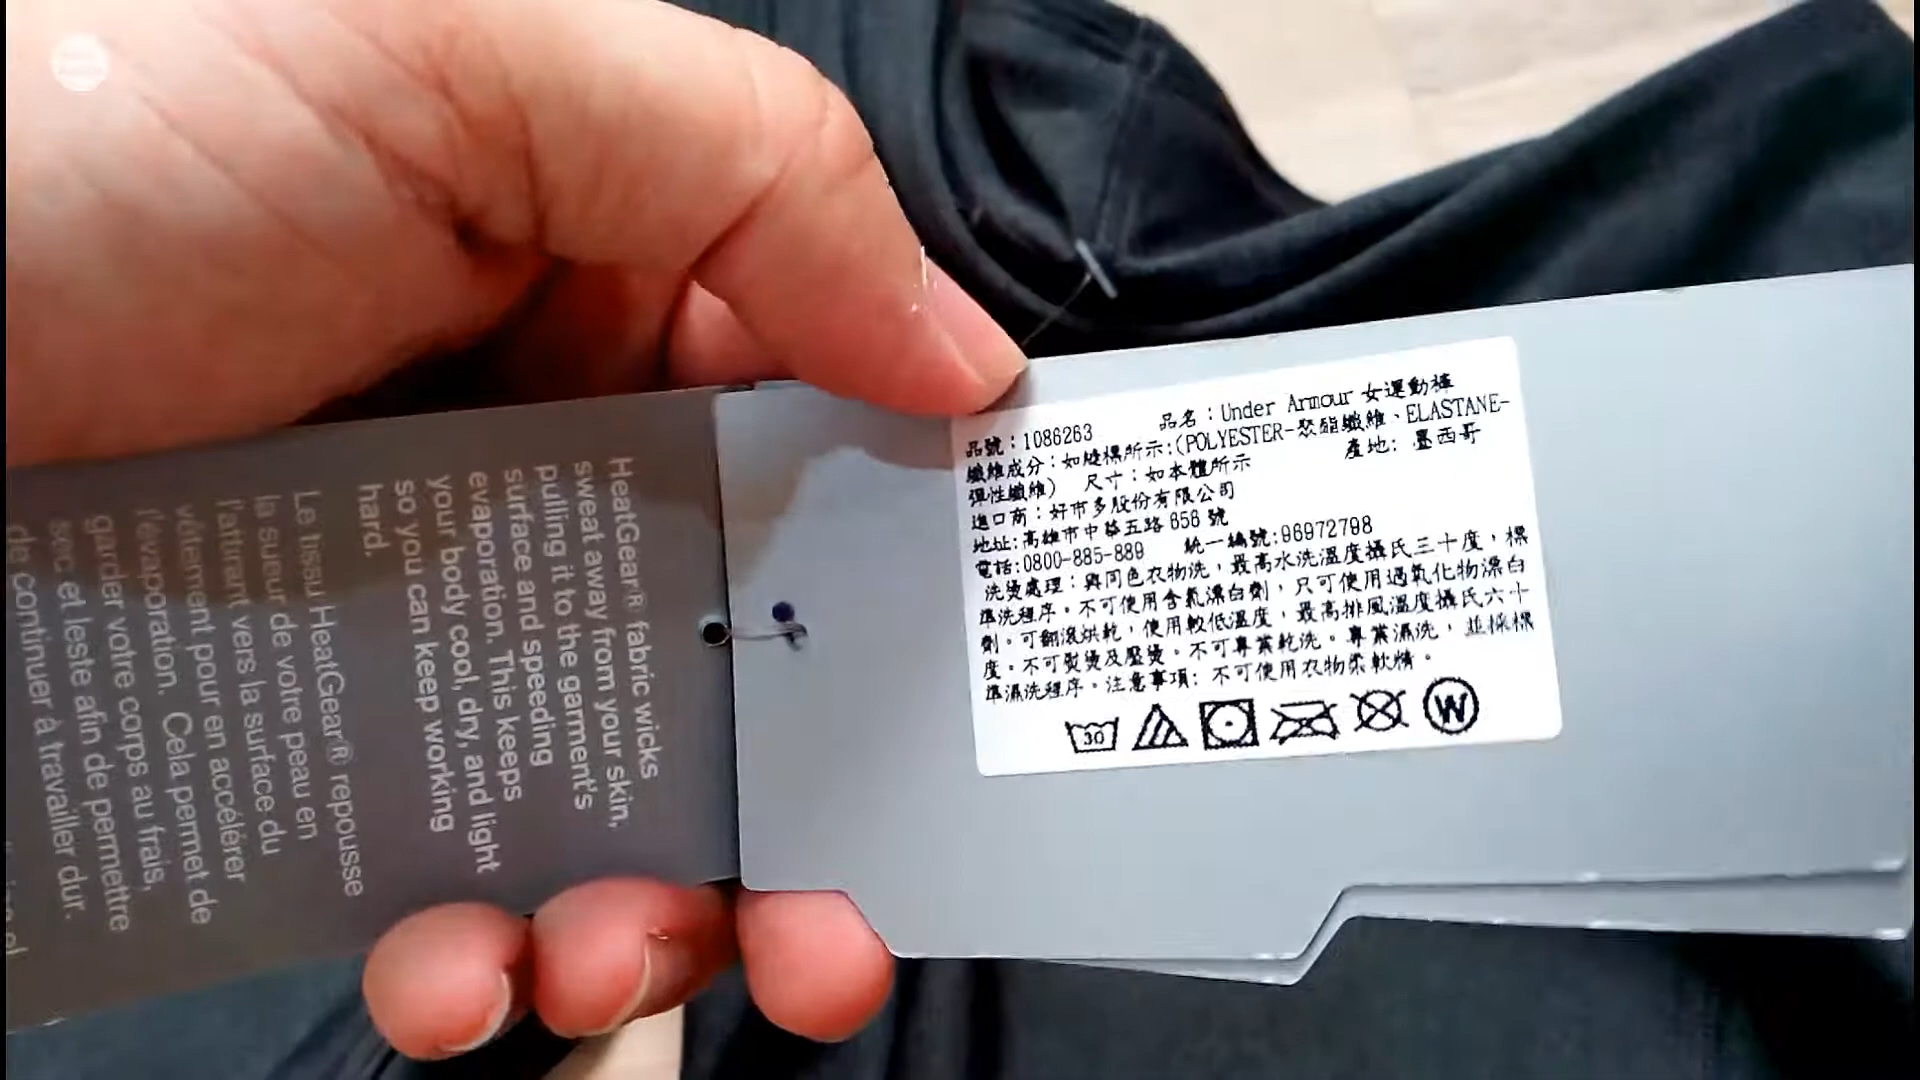 HeatGear® fabric wicks
sweat away from your skin,
pulling it to the garment's
surface and speeding
evaporation. This keeps
your body cool, dry, and light
so you can keep working
hard.
Le tissu HeatGear® repousse
la sueur de votre peau en
l'attirant vers la surface du
vêtement pour en accélérer
l'évaporation. Cela permet de
garder votre corps au frais,
sec et leste afin de permettre
de continuer à travailler dur.
品號：1086263 品名：Under Armour 女運動褲
纖維成分：如縫標所示:(POLYESTER-聚酯纖維、ELASTANE-
彈性纖維) 尺寸：如本體所示 產地: 墨西哥
進口商：好市多股份有限公司
地址:高雄市中華五路 658 號
電話:0800-885-889 統一編號:96972798
洗燙處理：與同色衣物洗，最高水洗溫度攝氏三十度，標
準洗程序。不可使用含氯漂白劑，只可使用過氧化物漂白
劑。可翻滾烘乾，使用較低溫度，最高排風溫度攝氏六十
度。不可熨燙及壓燙。不可專業乾洗。專業濕洗，並採標
準濕洗程序。注意事項: 不可使用衣物柔軟精。
30
W